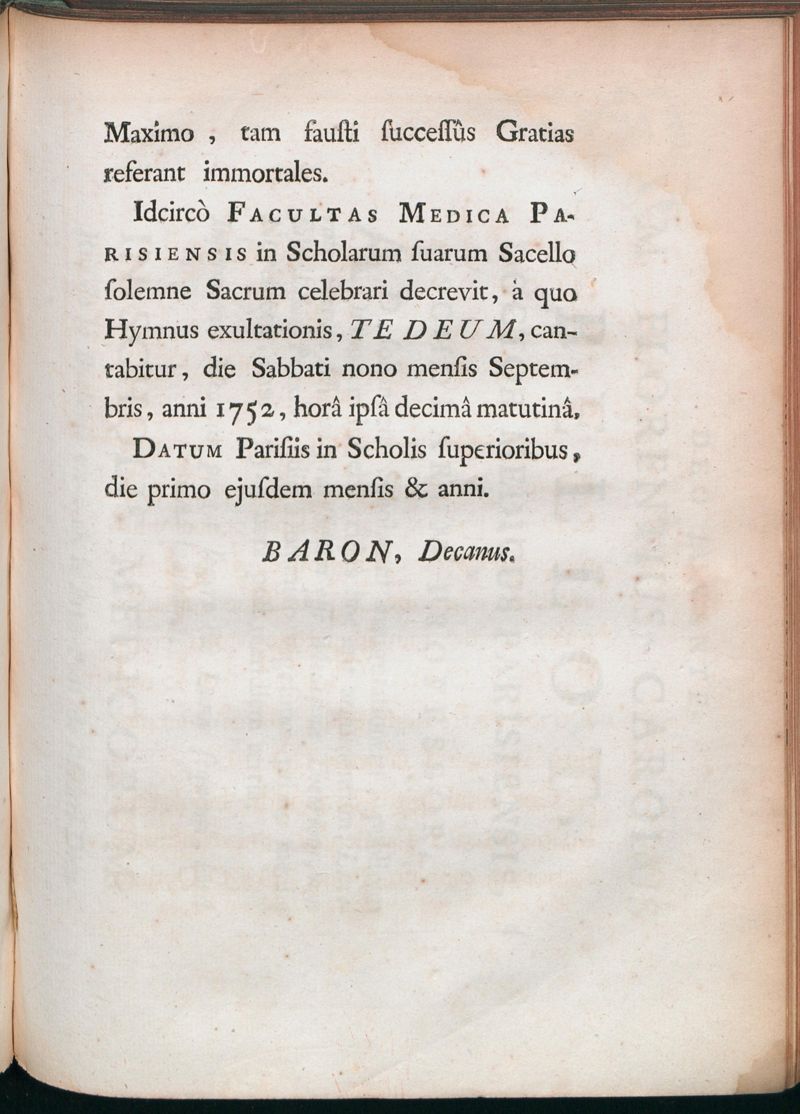 Maximo , tam fauſti ſucceſſûs Gratias
referant immortales.
Idcircò FACULTAS MEDICA PA-
RISIENSIS in Scholarum ſuarum Sacello
ſolemne Sacrum celebrari decrevit, à quo
Hymnus exultationis, TE DEUM, can-
tabitur, die Sabbati nono menſis Septem-
bris, anni 1752, horâ ipſâ decimâ matutinâ,
DATUM Pariſiis in Scholis ſuperioribus,
die primo ejuſdem menſis & anni.
BARON, Decanus.